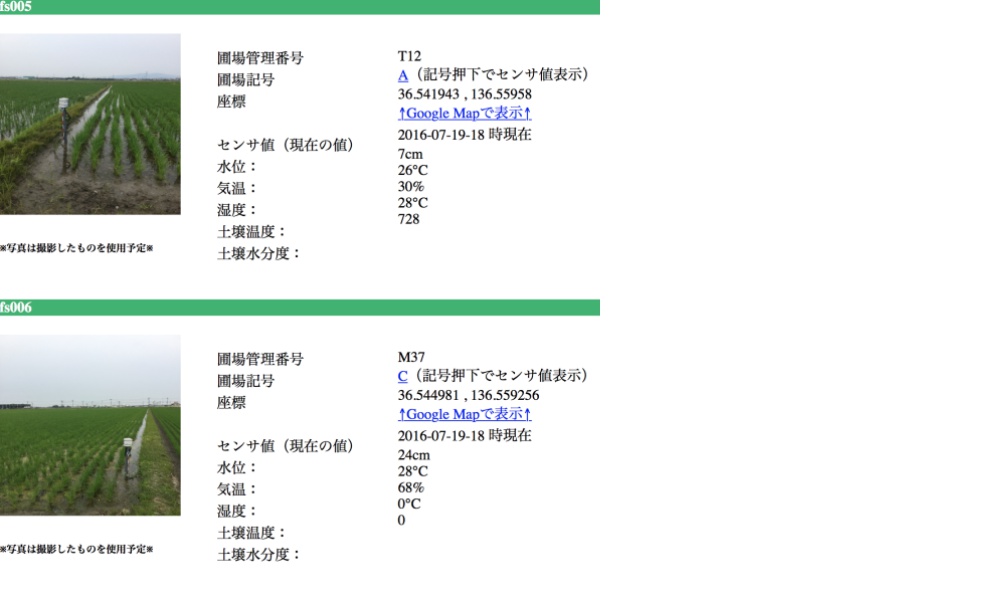 fs005
圃場管理番号
T12
圃場記号
A（記号押下でセンサ値表示）
座標
36.541943 , 136.55958
↑Google Mapで表示↑
センサ値（現在の値）
2016-07-19-18 時現在
水位：
7cm
気温：
26°C
湿度：
30%
土壌温度：
28°C
土壌水分度：
728
※写真は撮影したものを使用予定※
fs006
圃場管理番号
M37
圃場記号
C（記号押下でセンサ値表示）
座標
36.544981 , 136.559256
↑Google Mapで表示↑
センサ値（現在の値）
2016-07-19-18 時現在
水位：
24cm
気温：
28°C
湿度：
68%
土壌温度：
0°C
土壌水分度：
0
※写真は撮影したものを使用予定※